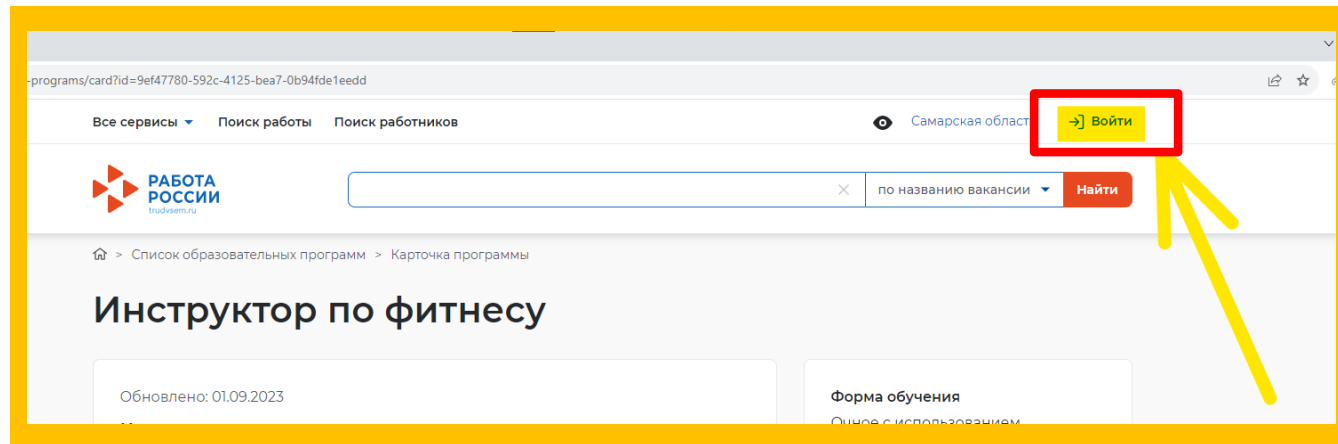 -programs/card?id=9ef47780-592c-4125-bea7-0b94fde1eedd
Все сервисы Поиск работы Поиск работников Самарская област Войти
РАБОТА
РОССИИ
trudvsem.ru
по названию вакансии Найти
> Список образовательных программ > Карточка программы
Инструктор по фитнесу
Обновлено: 01.09.2023
Форма обучения
Очное с использованием